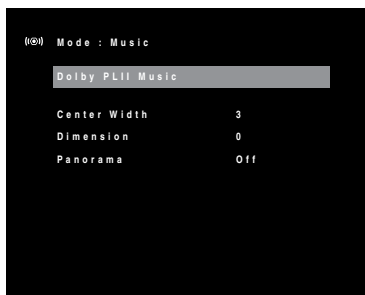 Mode : Music
Dolby PLII Music
Center Width 3
Dimension 0
Panorama Off